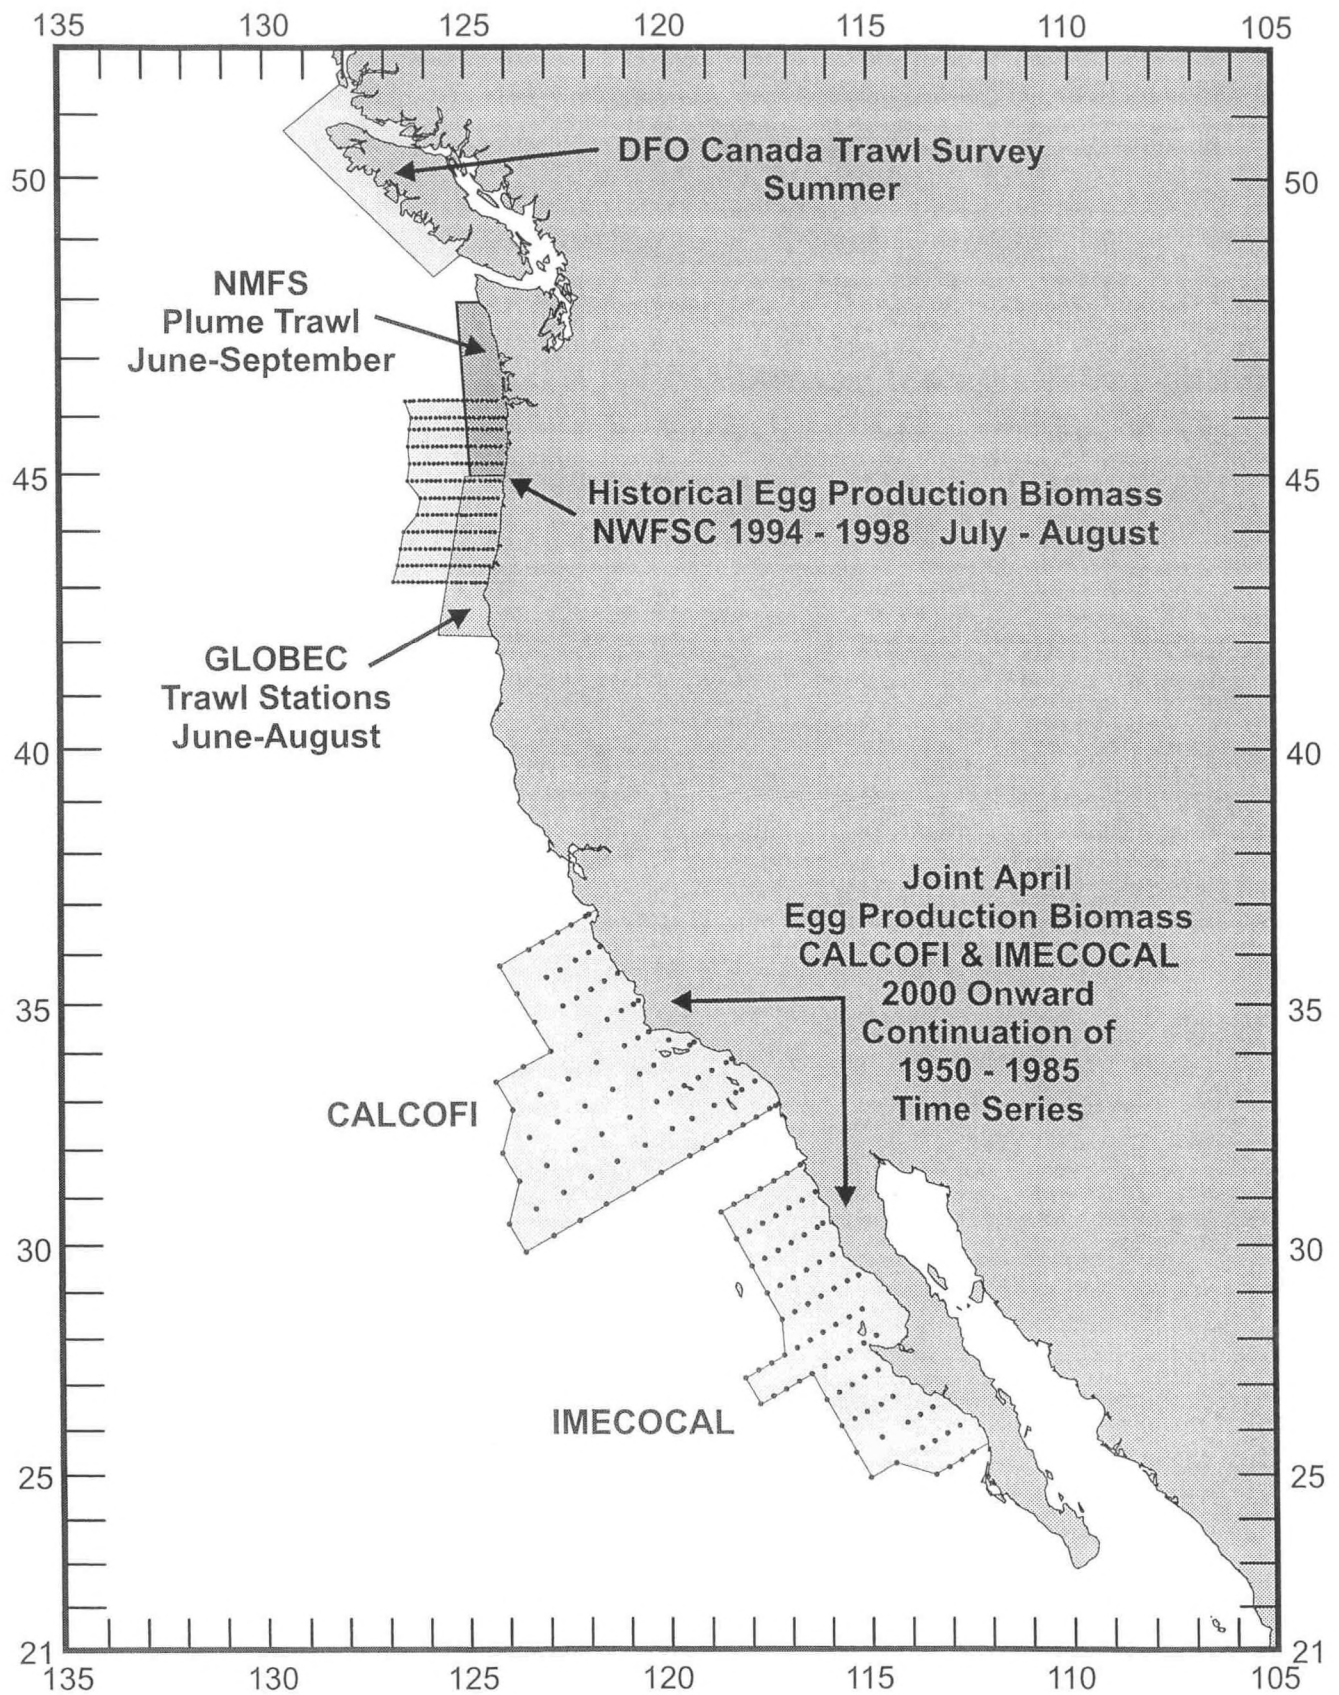 135 130 125 120 115 110 105
DFO Canada Trawl Survey
Summer
50 50
NMFS
Plume Trawl
June-September
45 45
Historical Egg Production Biomass
NWFSC 1994 - 1998 July - August
GLOBEC
Trawl Stations
June-August
40 40
Joint April
Egg Production Biomass
CALCOFI & IMECOCAL
2000 Onward
Continuation of
1950 - 1985
Time Series
35 35
CALCOFI
30 30
IMECOCAL
25 25
21 21
135 130 125 120 115 110 105